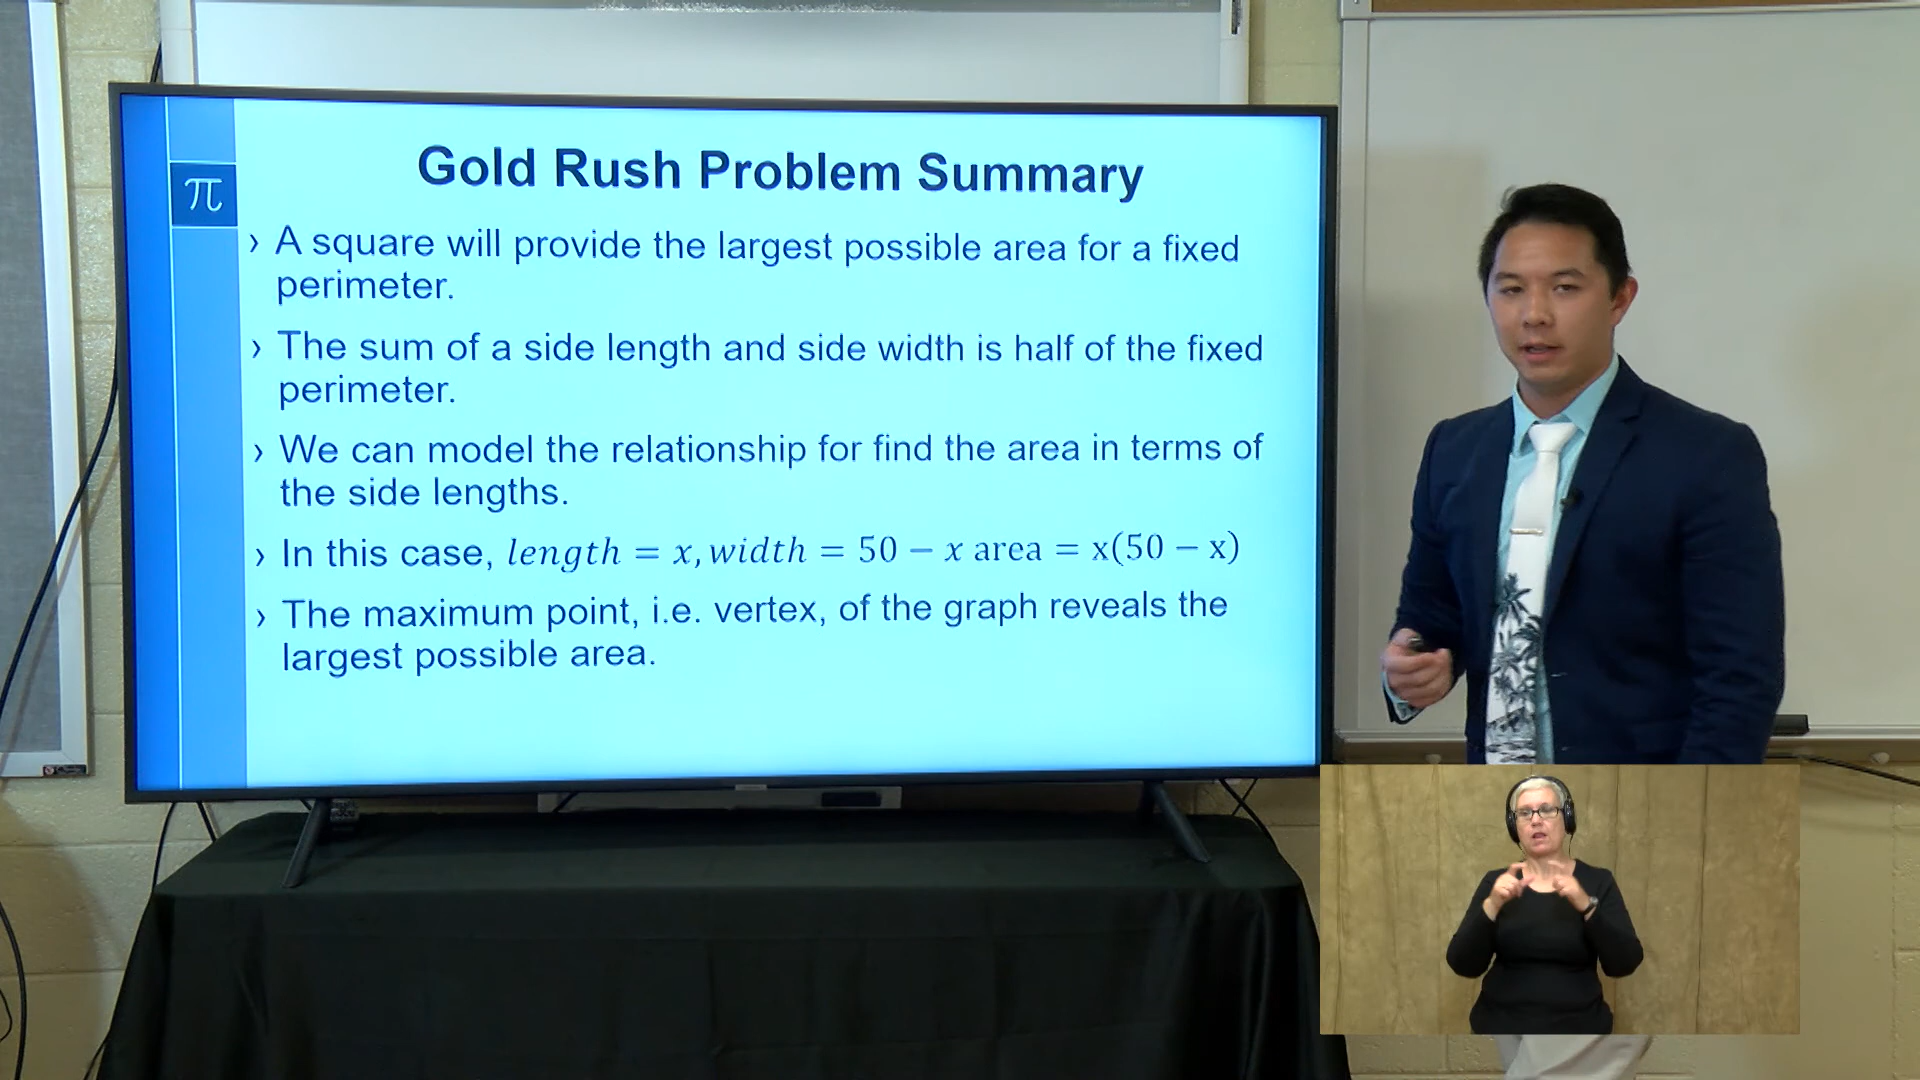 π
Gold Rush Problem Summary
› A square will provide the largest possible area for a fixed
perimeter.
› The sum of a side length and side width is half of the fixed
perimeter.
› We can model the relationship for find the area in terms of
the side lengths.
› In this case, length = x, width = 50 − x area = x(50 − x)
› The maximum point, i.e. vertex, of the graph reveals the
largest possible area.